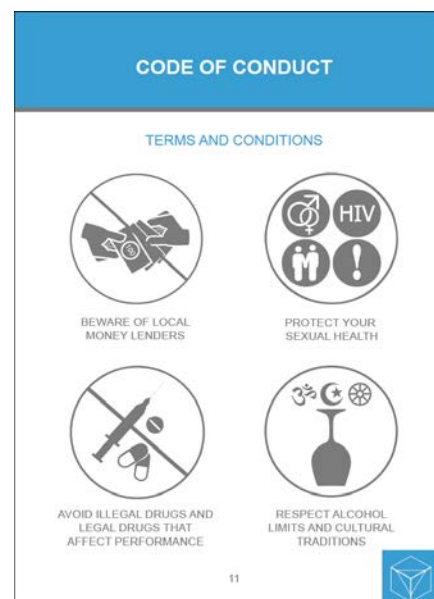 CODE OF CONDUCT
TERMS AND CONDITIONS
HIV
!
BEWARE OF LOCAL
MONEY LENDERS
PROTECT YOUR
SEXUAL HEALTH
ॐ
AVOID ILLEGAL DRUGS AND
LEGAL DRUGS THAT
AFFECT PERFORMANCE
RESPECT ALCOHOL
LIMITS AND CULTURAL
TRADITIONS
11